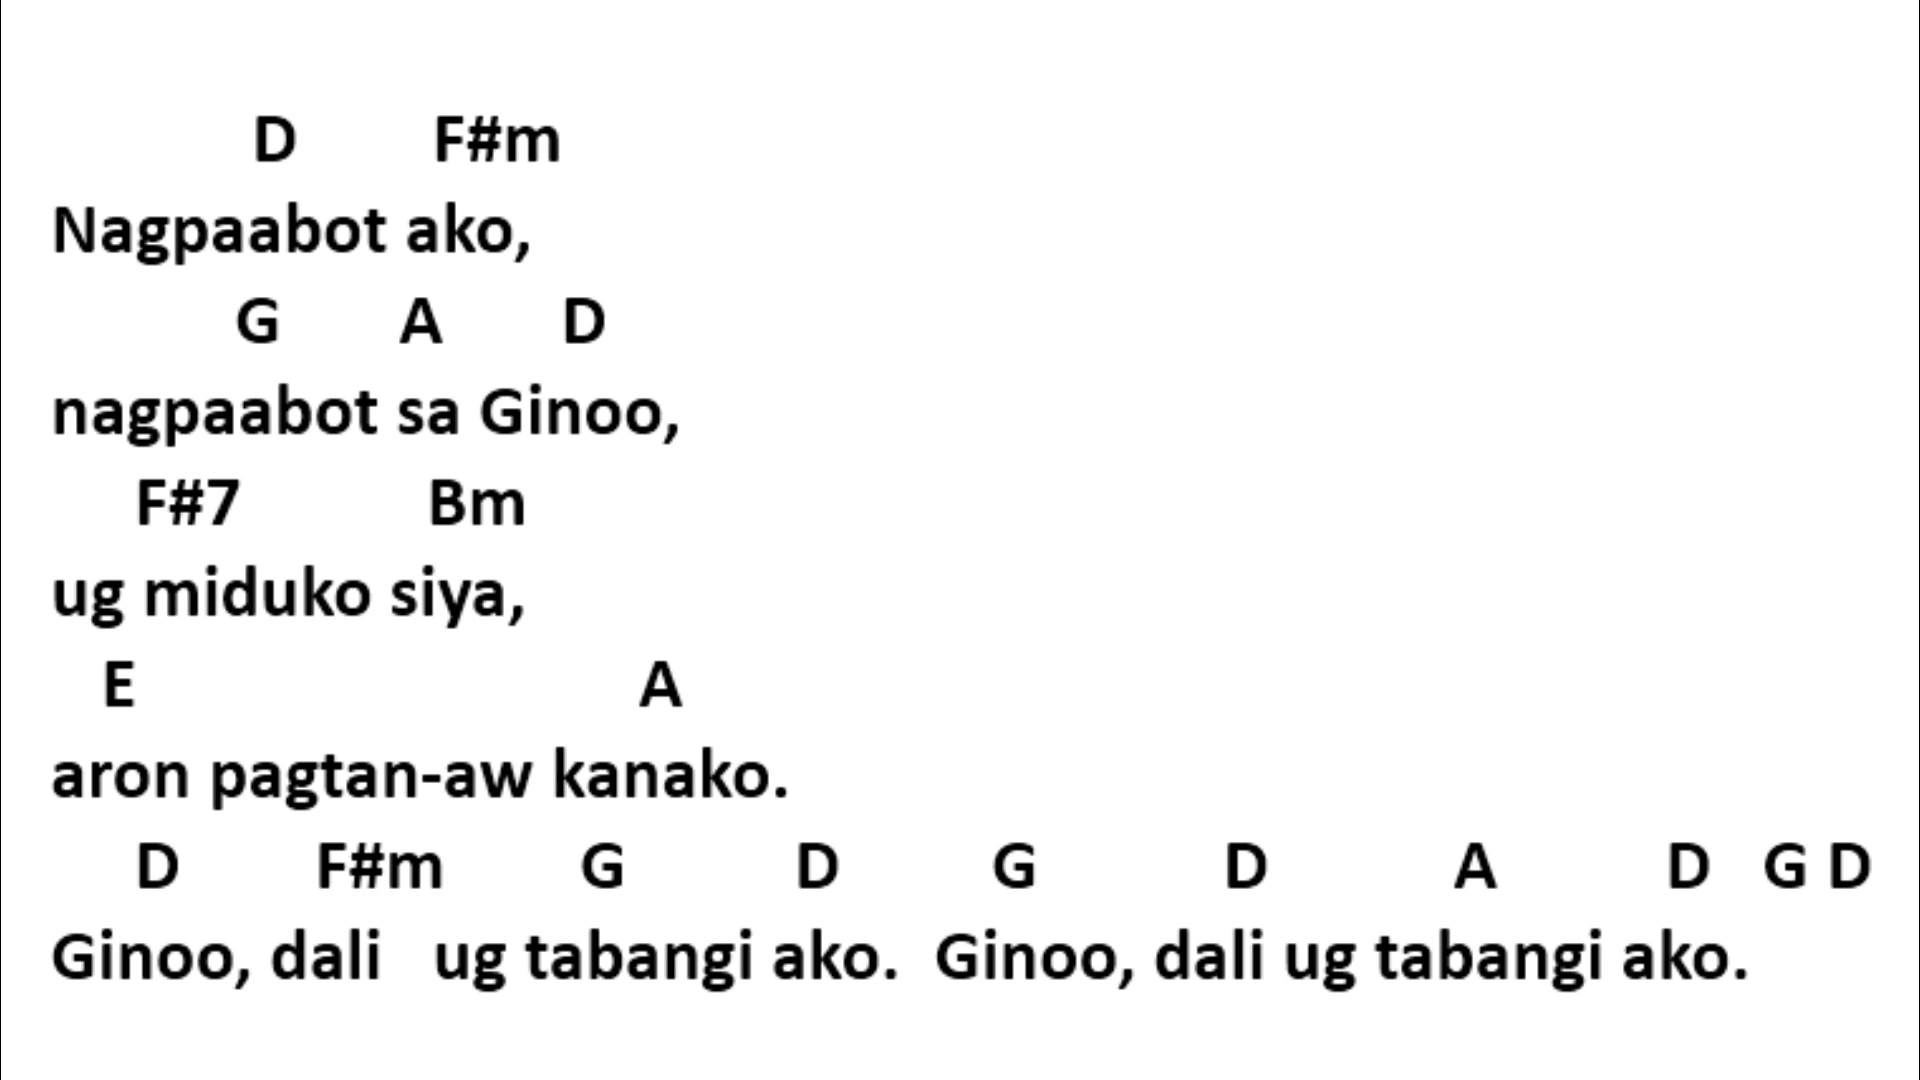 D F#m
Nagpaabot ako,
G A D
nagpaabot sa Ginoo,
F#7 Bm
ug miduko siya,
E A
aron pagtan-aw kanako.
D F#m G D G D A D G D
Ginoo, dali ug tabangi ako. Ginoo, dali ug tabangi ako.